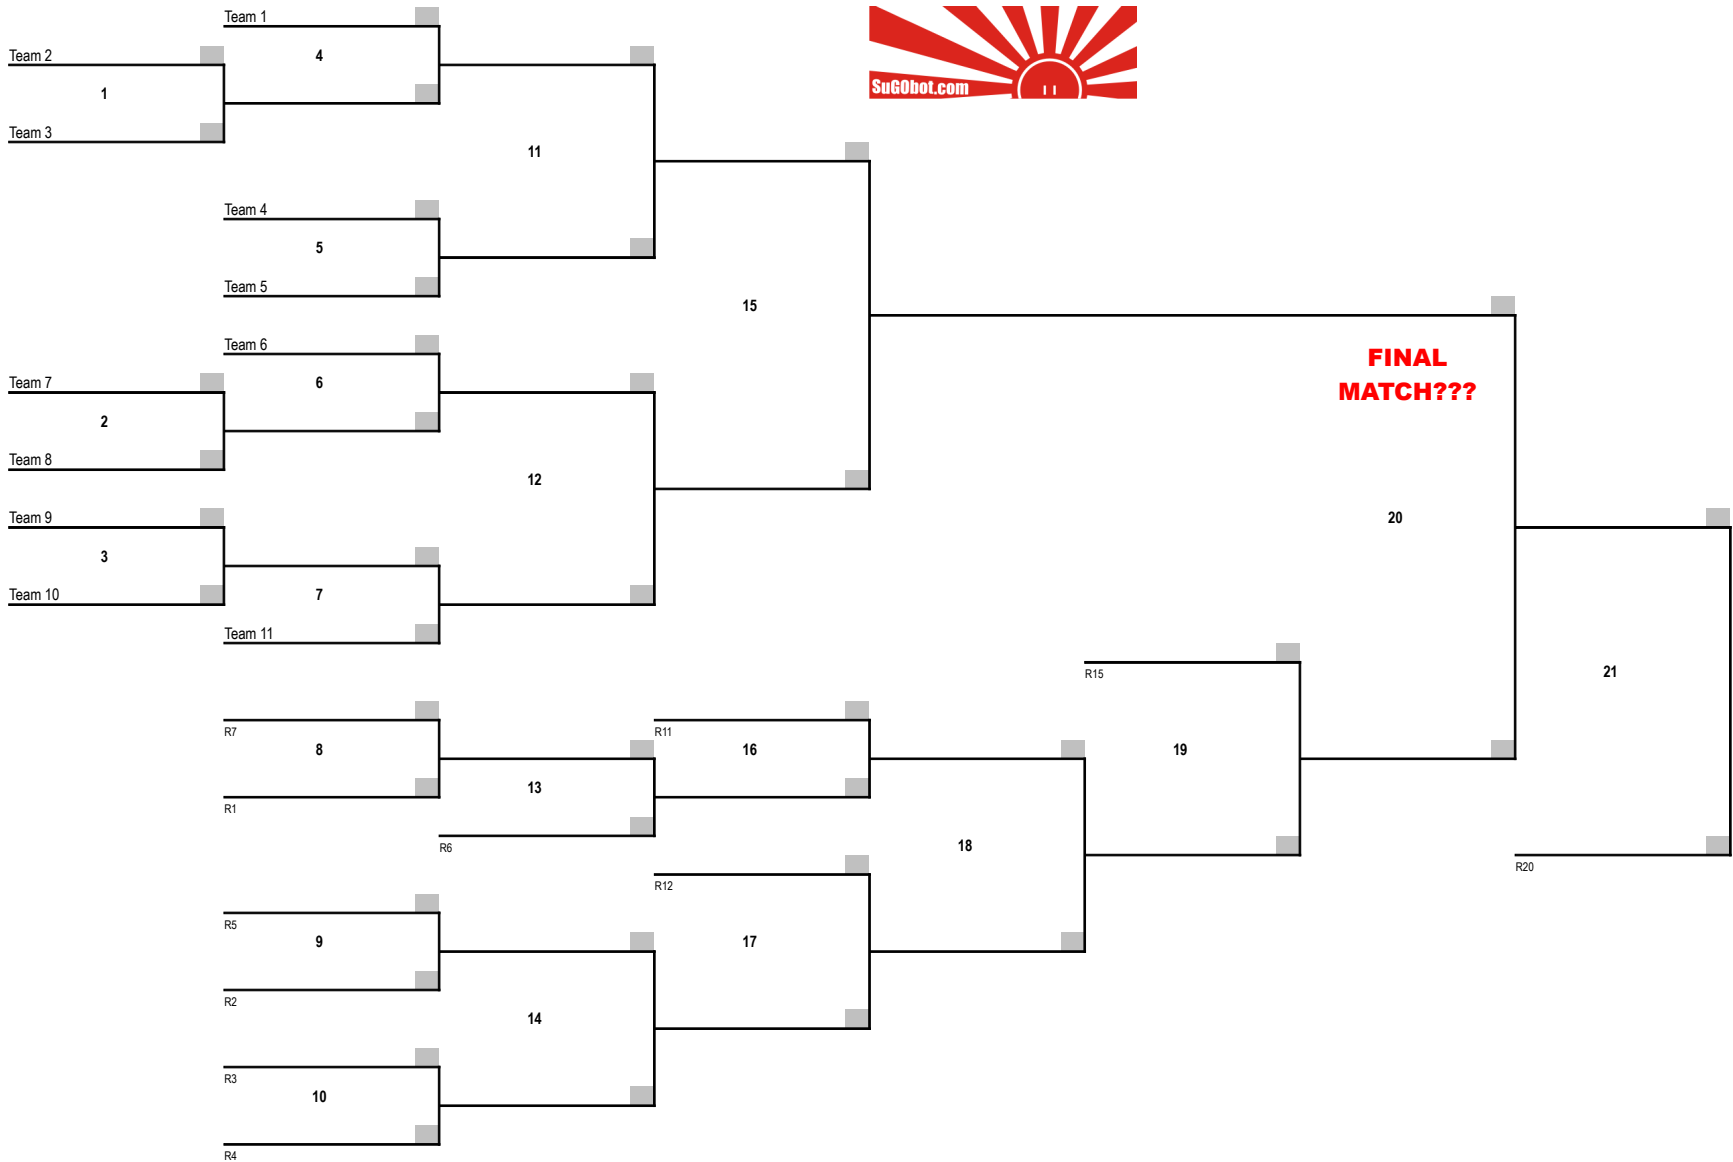 Team 1
Team 2
4
SuGObot.com
1
Team 3
11
Team 4
5
Team 5
15
Team 6
FINAL
MATCH???
Team 7
6
2
Team 8
12
Team 9
20
3
Team 10
7
Team 11
R15
21
R7
R11
8
16
19
13
R1
R6
18
R20
R12
R5
9
17
R2
14
R3
10
R4